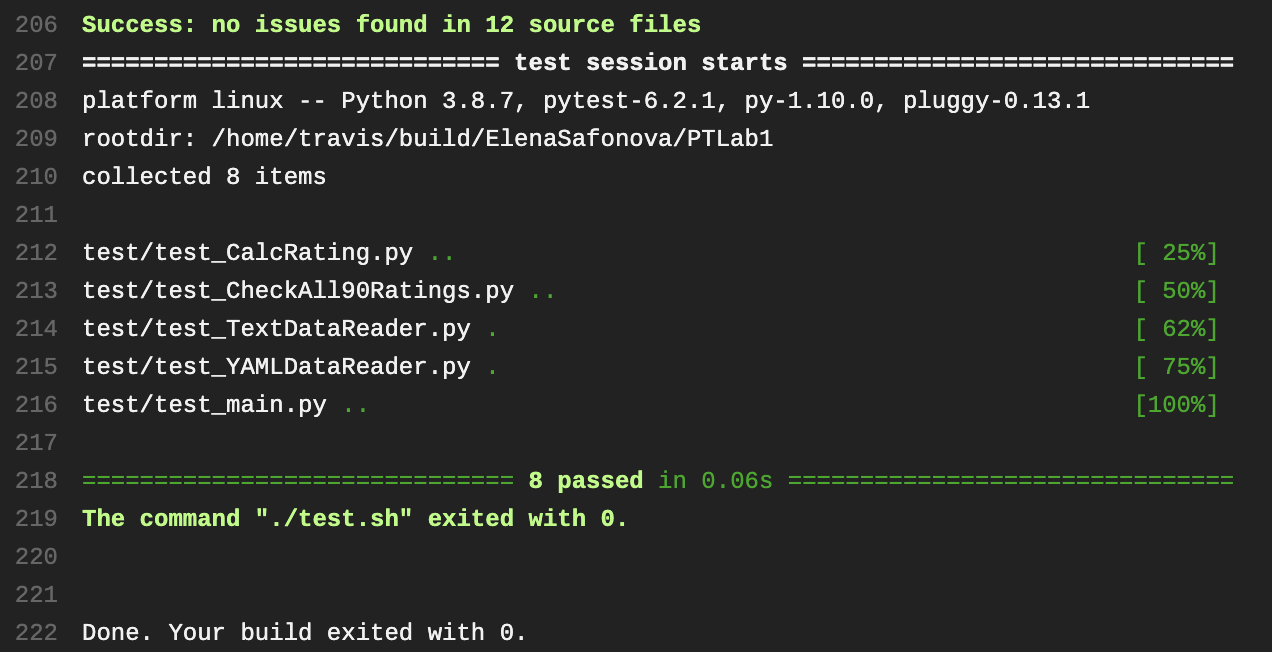 206 Success: no issues found in 12 source files
207 ============================= test session starts ==============================
208 platform linux -- Python 3.8.7, pytest-6.2.1, py-1.10.0, pluggy-0.13.1
209 rootdir: /home/travis/build/ElenaSafonova/PTLab1
210 collected 8 items
211
212 test/test_CalcRating.py .. [ 25%]
213 test/test_CheckAll90Ratings.py .. [ 50%]
214 test/test_TextDataReader.py . [ 62%]
215 test/test_YAMLDataReader.py . [ 75%]
216 test/test_main.py .. [100%]
217
218 ============================== 8 passed in 0.06s ===============================
219 The command "./test.sh" exited with 0.
220
221
222 Done. Your build exited with 0.